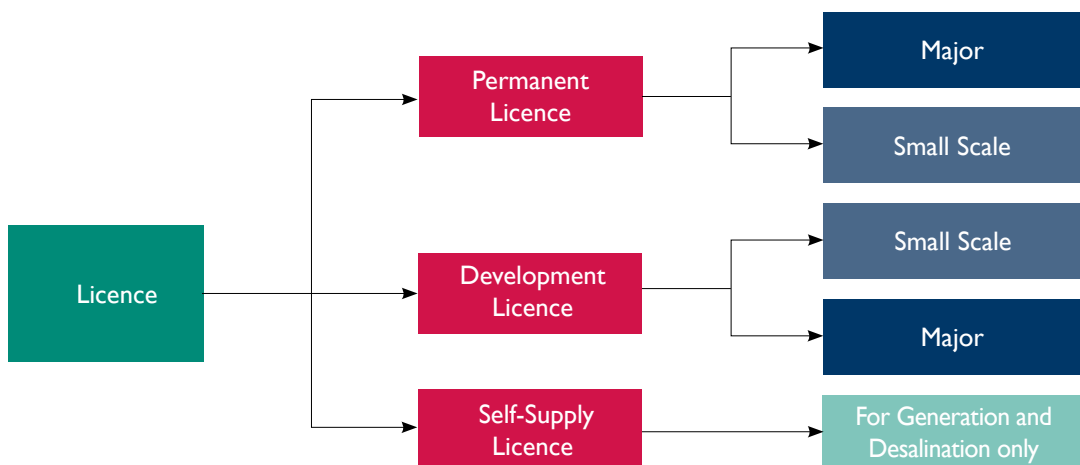 Licence
Permanent
Licence
Major
Small Scale
Development
Licence
Small Scale
Major
Self-Supply
Licence
For Generation and
Desalination only